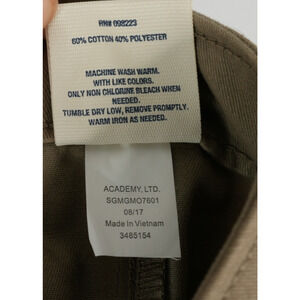 RN# 098223
60% COTTON 40% POLYESTER
MACHINE WASH WARM.
WITH LIKE COLORS.
ONLY NON CHLORINE BLEACH WHEN
NEEDED.
TUMBLE DRY LOW, REMOVE PROMPTLY.
WARM IRON AS NEEDED.
ACADEMY, LTD.
SGMGMO7601
08/17
Made In Vietnam
3485154